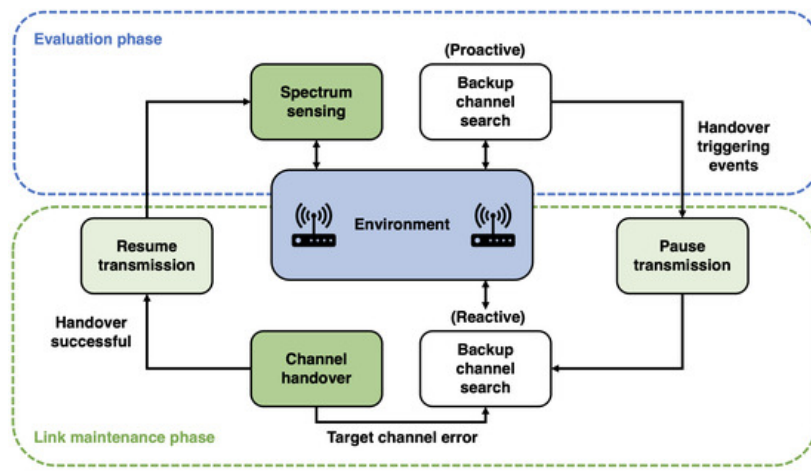 Evaluation phase
(Proactive)
Spectrum
sensing
Backup
channel
search
Handover
triggering
events
Environment
Resume
transmission
Pause
transmission
(Reactive)
Handover
successful
Channel
handover
Backup
channel
search
Link maintenance phase
Target channel error